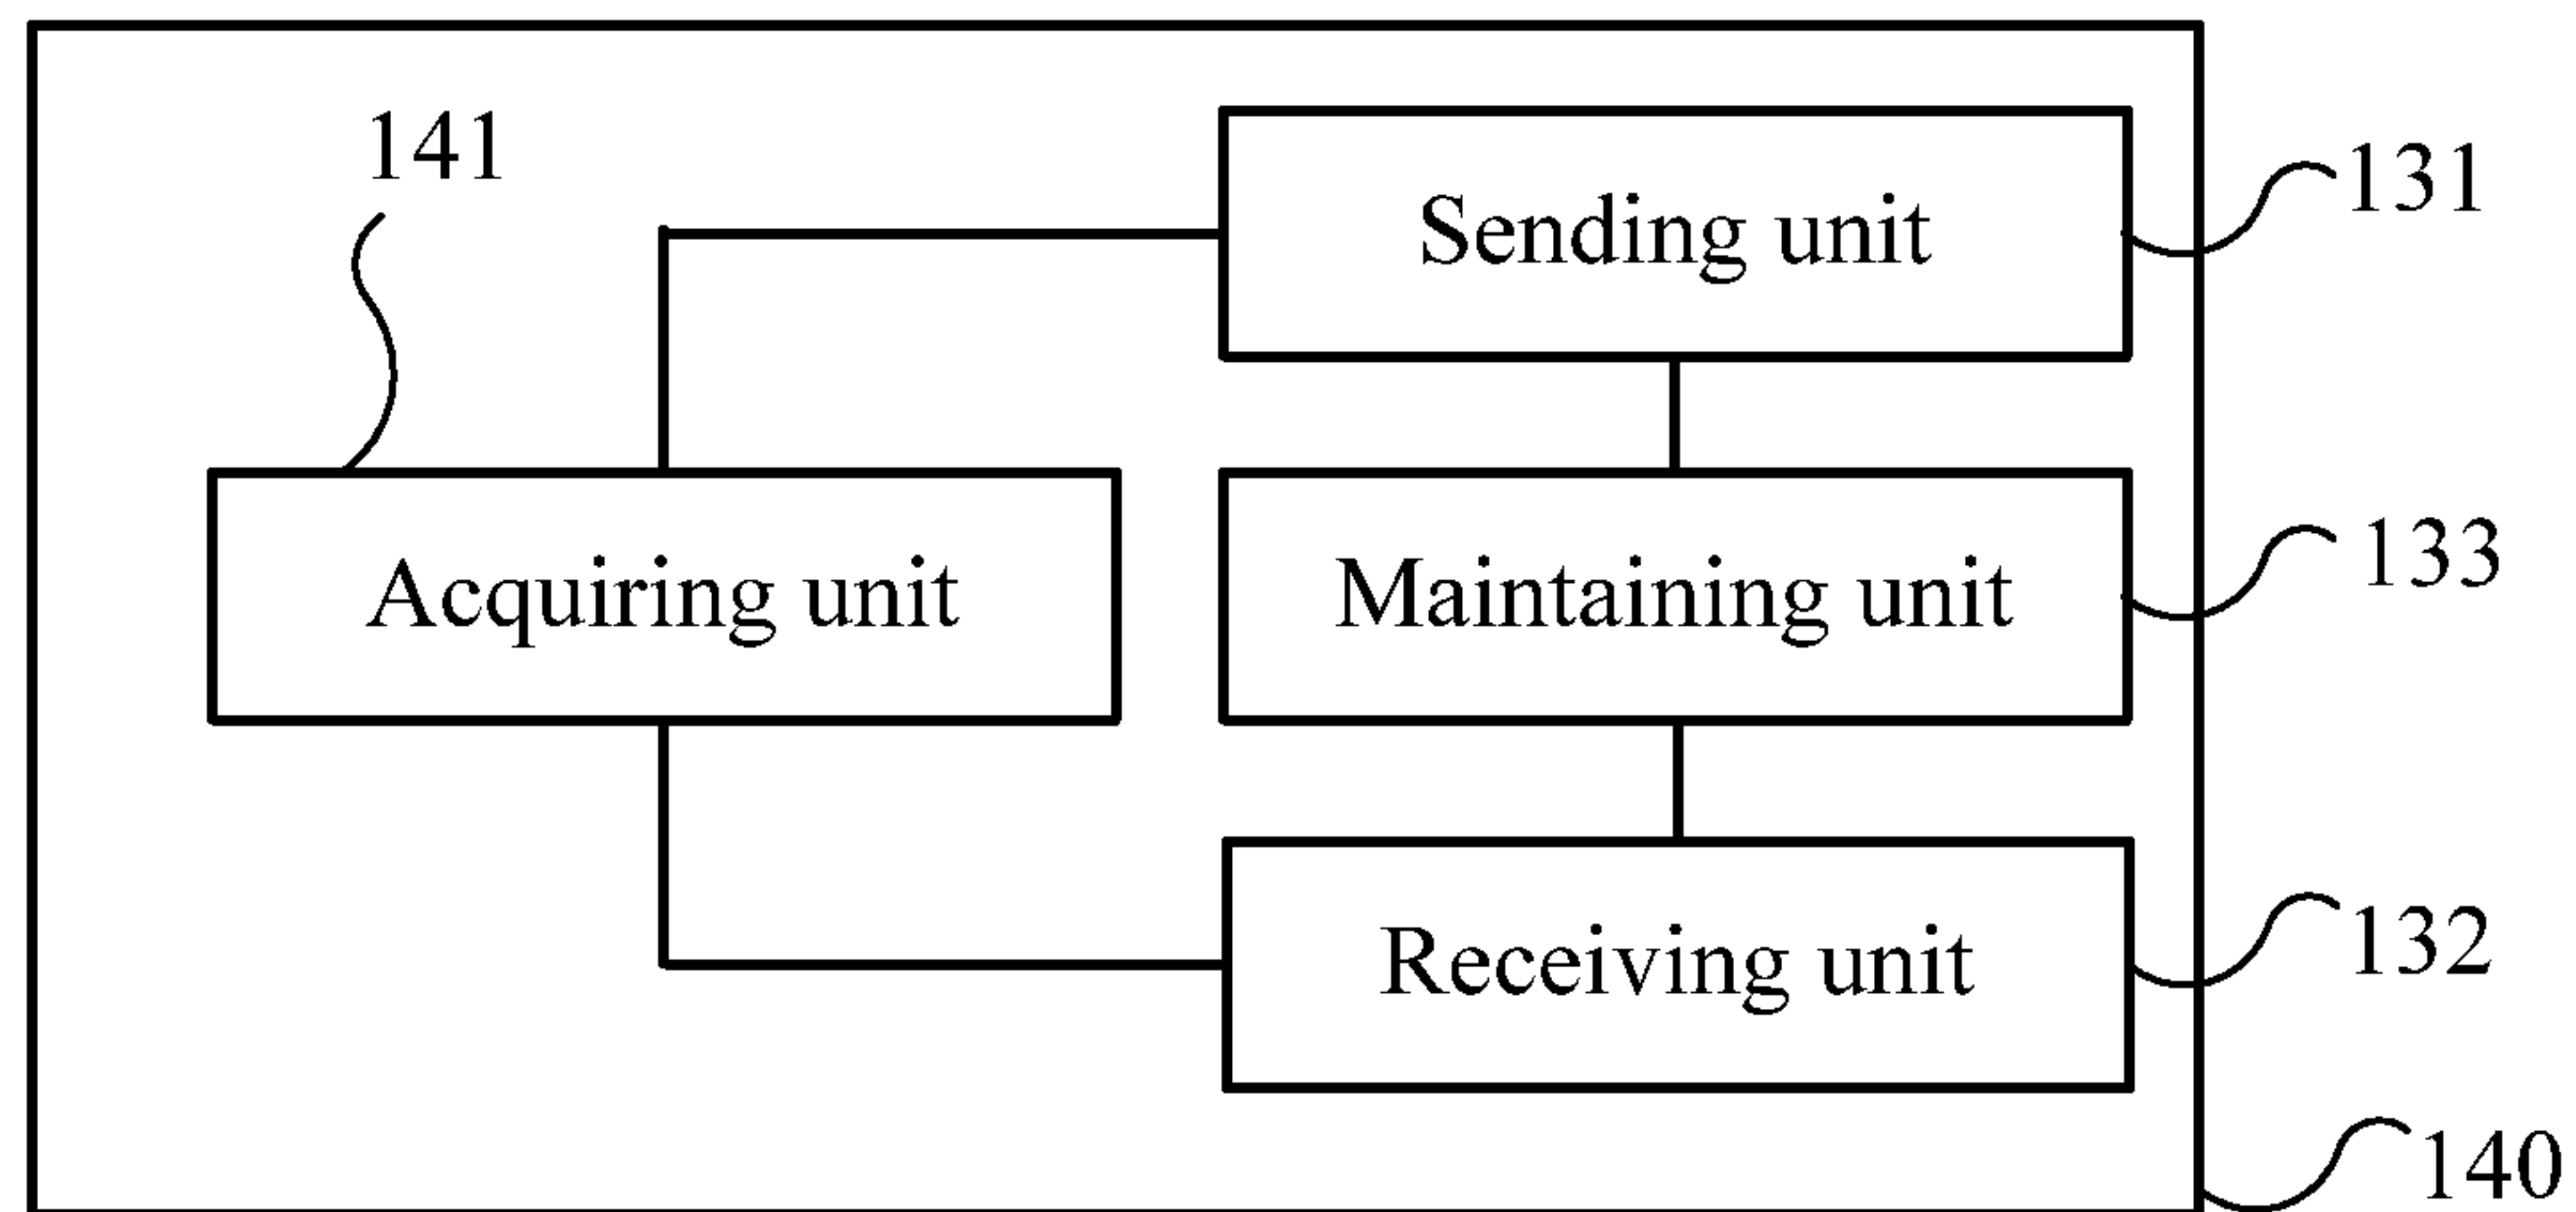 141
Sending unit
131
Acquiring unit
Maintaining unit
133
Receiving unit
132
140